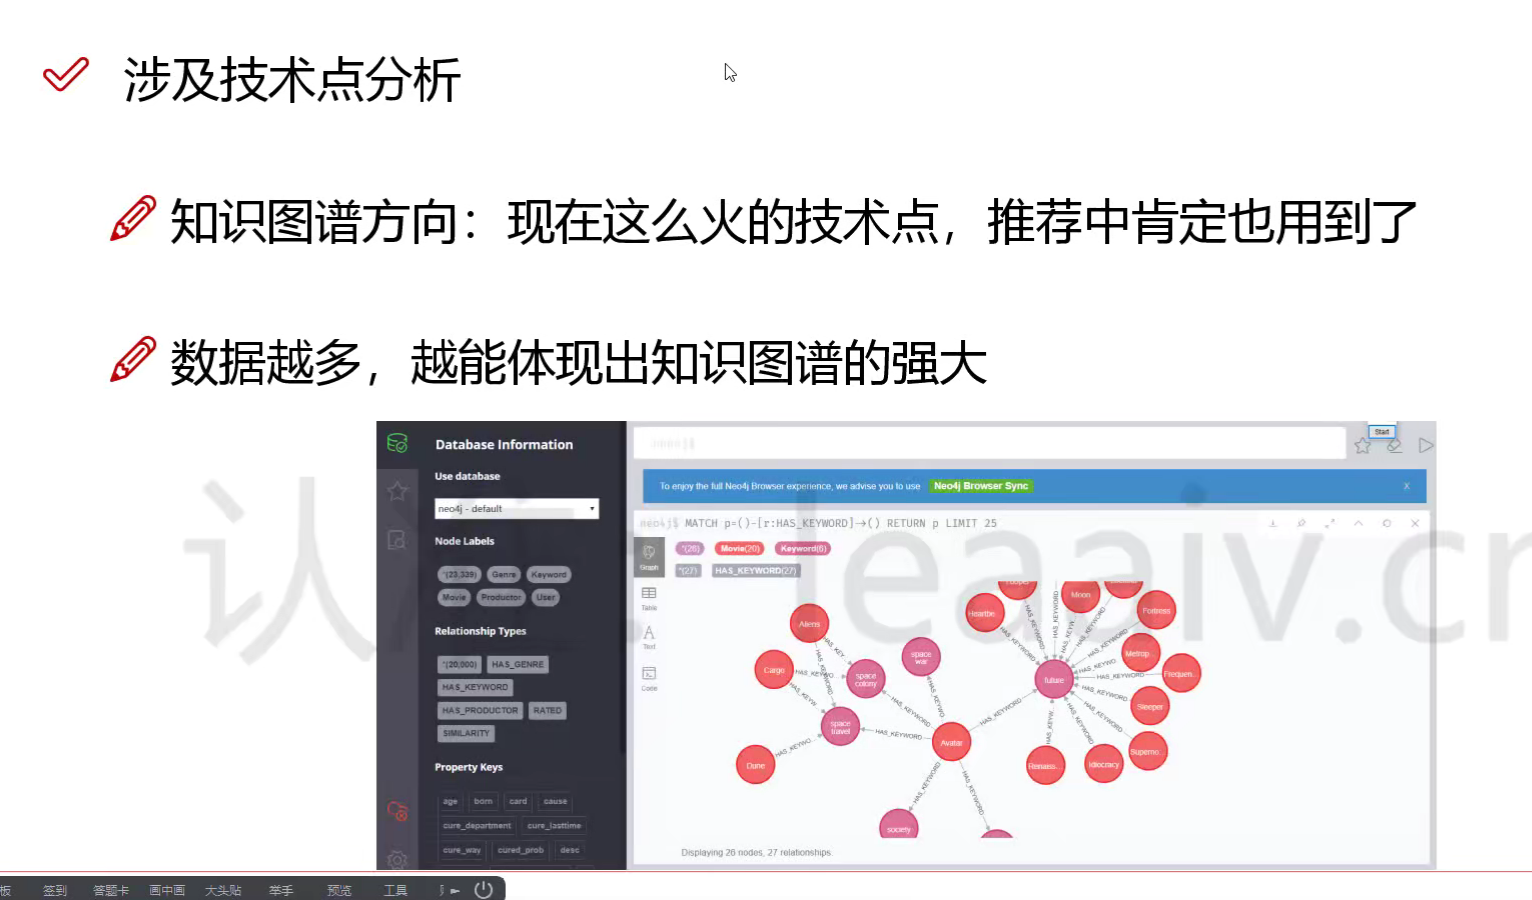 涉及技术点分析
知识图谱方向：现在这么火的技术点，推荐中肯定也用到了
数据越多，越能体现出知识图谱的强大
Database Information
Use database
neo4j - default
Node Labels
*(23,329) Genre Keyword
Movie Productor User
Relationship Types
*(20,000) HAS_GENRE
HAS_KEYWORD
HAS_PRODUCTOR RATED
SIMILARITY
Property Keys
age born card cause
cure_department cure_lasttime
cure_way cured_prob desc
Start
To enjoy the full Neo4j Browser experience, we advise you to use Neo4j Browser Sync
X
neo4j$ MATCH p=()-[r:HAS_KEYWORD]->() RETURN p LIMIT 25
*(26) Movie(20) Keyword(6)
*(27) HAS_KEYWORD(27)
Graph
Table
Text
Code
Moon
Heartbe...
Fortress
Aliens
Metrop...
space war
Cargo
space colony
future
Frequen...
Sleeper
space travel
Avatar
Superno...
Dune
Renaiss...
Idiocracy
society
HAS_KEYWORD
Displaying 26 nodes, 27 relationships.
签到 答题卡 画中画 大头贴 举手 预览 工具